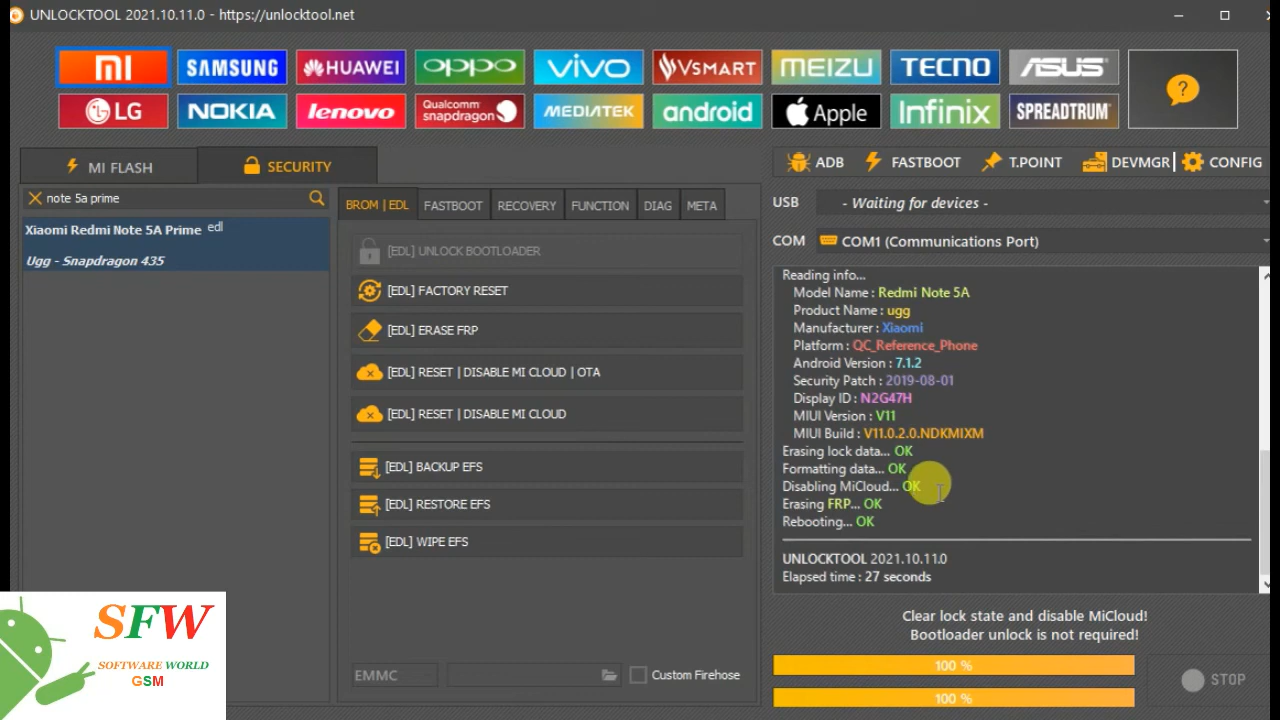 UNLOCKTOOL 2021.10.11.0 - https://unlocktool.net
mi SAMSUNG HUAWEI oppo vivo VSMART MEIZU TECNO ASUS ?
LG NOKIA lenovo Qualcomm snapdragon MEDIATEK android Apple Infinix SPREADTRUM
MI FLASH SECURITY
ADB FASTBOOT T.POINT DEVMGR CONFIG
note 5a prime
Xiaomi Redmi Note 5A Prime edl
Ugg - Snapdragon 435
BROM | EDL FASTBOOT RECOVERY FUNCTION DIAG META
[EDL] UNLOCK BOOTLOADER
[EDL] FACTORY RESET
[EDL] ERASE FRP
[EDL] RESET | DISABLE MI CLOUD | OTA
[EDL] RESET | DISABLE MI CLOUD
[EDL] BACKUP EFS
[EDL] RESTORE EFS
[EDL] WIPE EFS
EMMC Custom Firehose
USB - Waiting for devices -
COM COM1 (Communications Port)
Reading info...
Model Name : Redmi Note 5A
Product Name : ugg
Manufacturer : Xiaomi
Platform : QC_Reference_Phone
Android Version : 7.1.2
Security Patch : 2019-08-01
Display ID : N2G47H
MIUI Version : V11
MIUI Build : V11.0.2.0.NDKMIXM
Erasing lock data... OK
Formatting data... OK
Disabling MiCloud... OK
Erasing FRP... OK
Rebooting... OK
UNLOCKTOOL 2021.10.11.0
Elapsed time : 27 seconds
Clear lock state and disable MiCloud!
Bootloader unlock is not required!
100 %
100 %
STOP
SFW
SOFTWARE WORLD
GSM